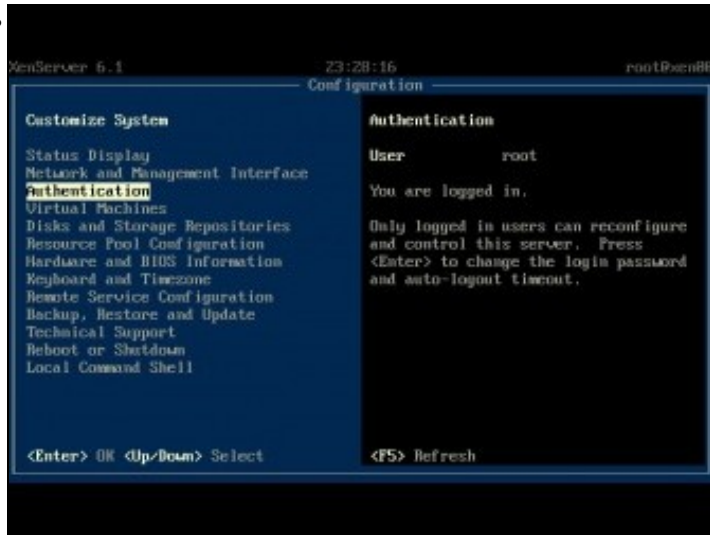 XenServer 6.1 23:28:16 root@xen0
Configuration
Customize System
Status Display
Network and Management Interface
Authentication
Virtual Machines
Disks and Storage Repositories
Resource Pool Configuration
Hardware and BIOS Information
Keyboard and Timezone
Remote Service Configuration
Backup, Restore and Update
Technical Support
Reboot or Shutdown
Local Command Shell
<Enter> OK <Up/Down> Select
Authentication
User root
You are logged in.
Only logged in users can reconfigure
and control this server. Press
<Enter> to change the login password
and auto-logout timeout.
<F5> Refresh